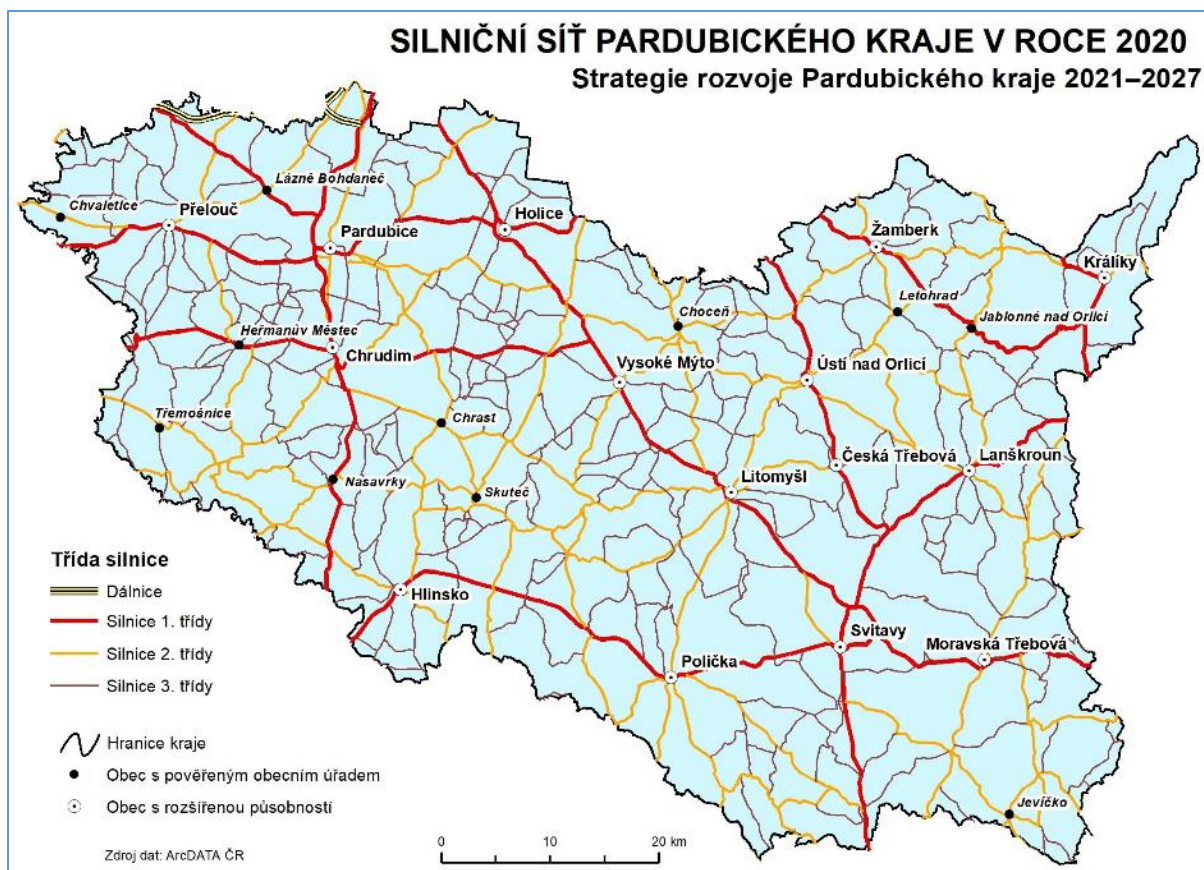 SILNIČNÍ SÍŤ PARDUBICKÉHO KRAJE V ROCE 2020
Strategie rozvoje Pardubického kraje 2021–2027
Lázně Bohdaneč
Chvaletice
Přelouč
Holice
Pardubice
Žamberk
Králíky
Letohrad
Choceň
Jablonné nad Orlicí
Heřmanův Městec
Chrudim
Vysoké Mýto
Ústí nad Orlicí
Třemošnice
Chrast
Česká Třebová
Lanškroun
Nasavrky
Skuteč
Litomyšl
Hlinsko
Svitavy
Moravská Třebová
Polička
Jevíčko
Třída silnice
Dálnice
Silnice 1. třídy
Silnice 2. třídy
Silnice 3. třídy
Hranice kraje
Obec s pověřeným obecním úřadem
Obec s rozšířenou působností
Zdroj dat: ArcDATA ČR
0 10 20 km